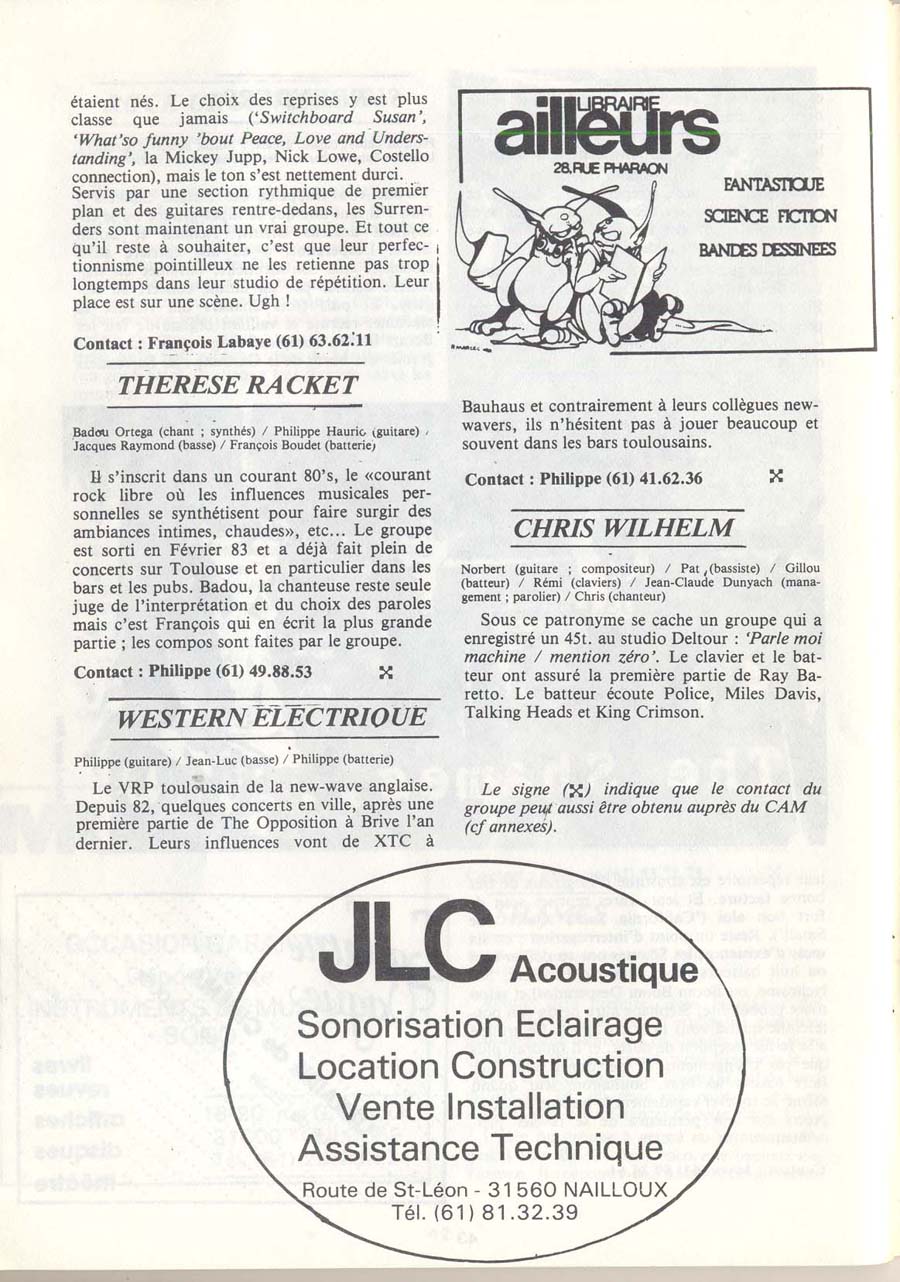 étaient nés. Le choix des reprises y est plus
classe que jamais (‘Switchboard Susan’,
‘What'so funny ’bout Peace, Love and Unders-
tanding’, la Mickey Jupp, Nick Lowe, Costello
connection), mais le ton s’est nettement durci.
Servis par une section rythmique de premier
plan et des guitares rentre-dedans, les Surren-
ders sont maintenant un vrai groupe. Et tout ce
qu’il reste à souhaiter, c’est que leur perfec-
tionnisme pointilleux ne les retienne pas trop
longtemps dans leur studio de répétition. Leur
place est sur une scène. Ugh !
Contact : François Labaye (61) 63.62.11
THERESE RACKET
Badou Ortega (chant ; synthés) / Philippe Hauric (guitare) /
Jacques Raymond (basse) / François Boudet (batterie)
Il s’inscrit dans un courant 80’s, le «courant
rock libre où les influences musicales per-
sonnelles se synthétisent pour faire surgir des
ambiances intimes, chaudes», etc... Le groupe
est sorti en Février 83 et a déjà fait plein de
concerts sur Toulouse et en particulier dans les
bars et les pubs. Badou, la chanteuse reste seule
juge de l’interprétation et du choix des paroles
mais c’est François qui en écrit la plus grande
partie ; les compos sont faites par le groupe.
Contact : Philippe (61) 49.88.53
WESTERN ELECTRIQUE
Philippe (guitare) / Jean-Luc (basse) / Philippe (batterie)
Le VRP toulousain de la new-wave anglaise.
Depuis 82, quelques concerts en ville, après une
première partie de The Opposition à Brive l’an
dernier. Leurs influences vont de XTC à
LIBRAIRIE
ailleurs
28, RUE PHARAON
FANTASTIQUE
SCIENCE FICTION
BANDES DESSINEES
Bauhaus et contrairement à leurs collègues new-
wavers, ils n’hésitent pas à jouer beaucoup et
souvent dans les bars toulousains.
Contact : Philippe (61) 41.62.36
CHRIS WILHELM
Norbert (guitare ; compositeur) / Pat (bassiste) / Gillou
(batteur) / Rémi (claviers) / Jean-Claude Dunyach (mana-
gement ; parolier) / Chris (chanteur)
Sous ce patronyme se cache un groupe qui a
enregistré un 45t. au studio Deltour : ‘Parle moi
machine / mention zéro’. Le clavier et le bat-
teur ont assuré la première partie de Ray Ba-
retto. Le batteur écoute Police, Miles Davis,
Talking Heads et King Crimson.
Le signe (⁙) indique que le contact du
groupe peut aussi être obtenu auprès du CAM
(cf annexes).
JLC Acoustique
Sonorisation Eclairage
Location Construction
Vente Installation
Assistance Technique
Route de St-Léon - 31560 NAILLOUX
Tél. (61) 81.32.39